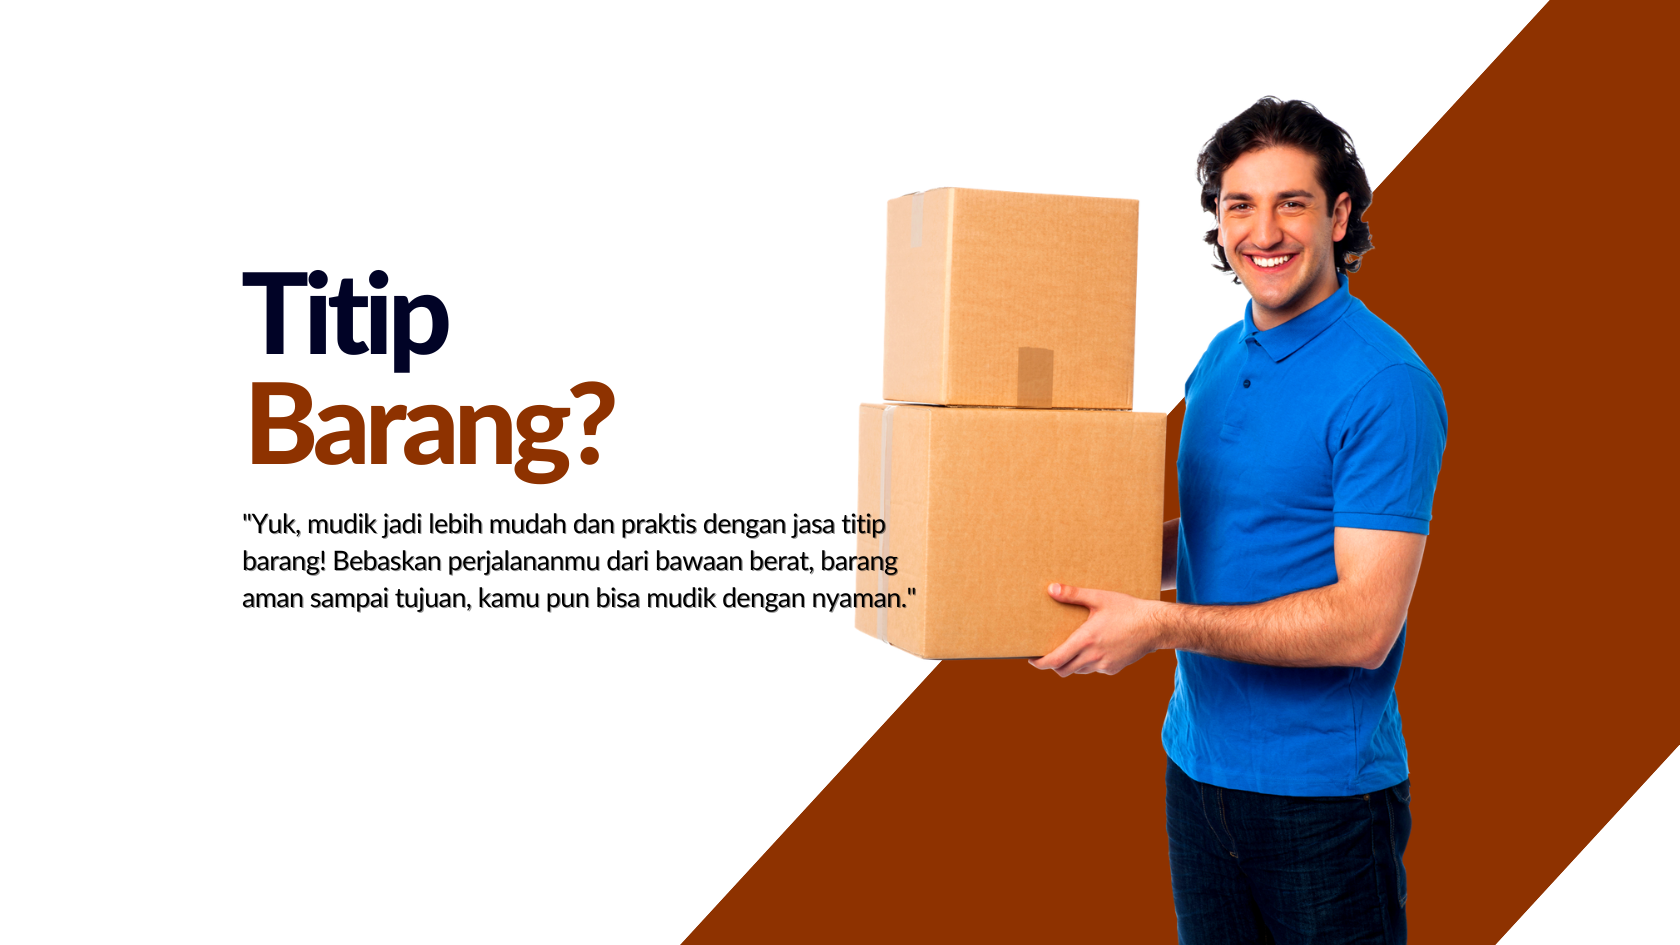 Titip
Barang?
"Yuk, mudik jadi lebih mudah dan praktis dengan jasa titip
barang! Bebaskan perjalananmu dari bawaan berat, barang
aman sampai tujuan, kamu pun bisa mudik dengan nyaman."